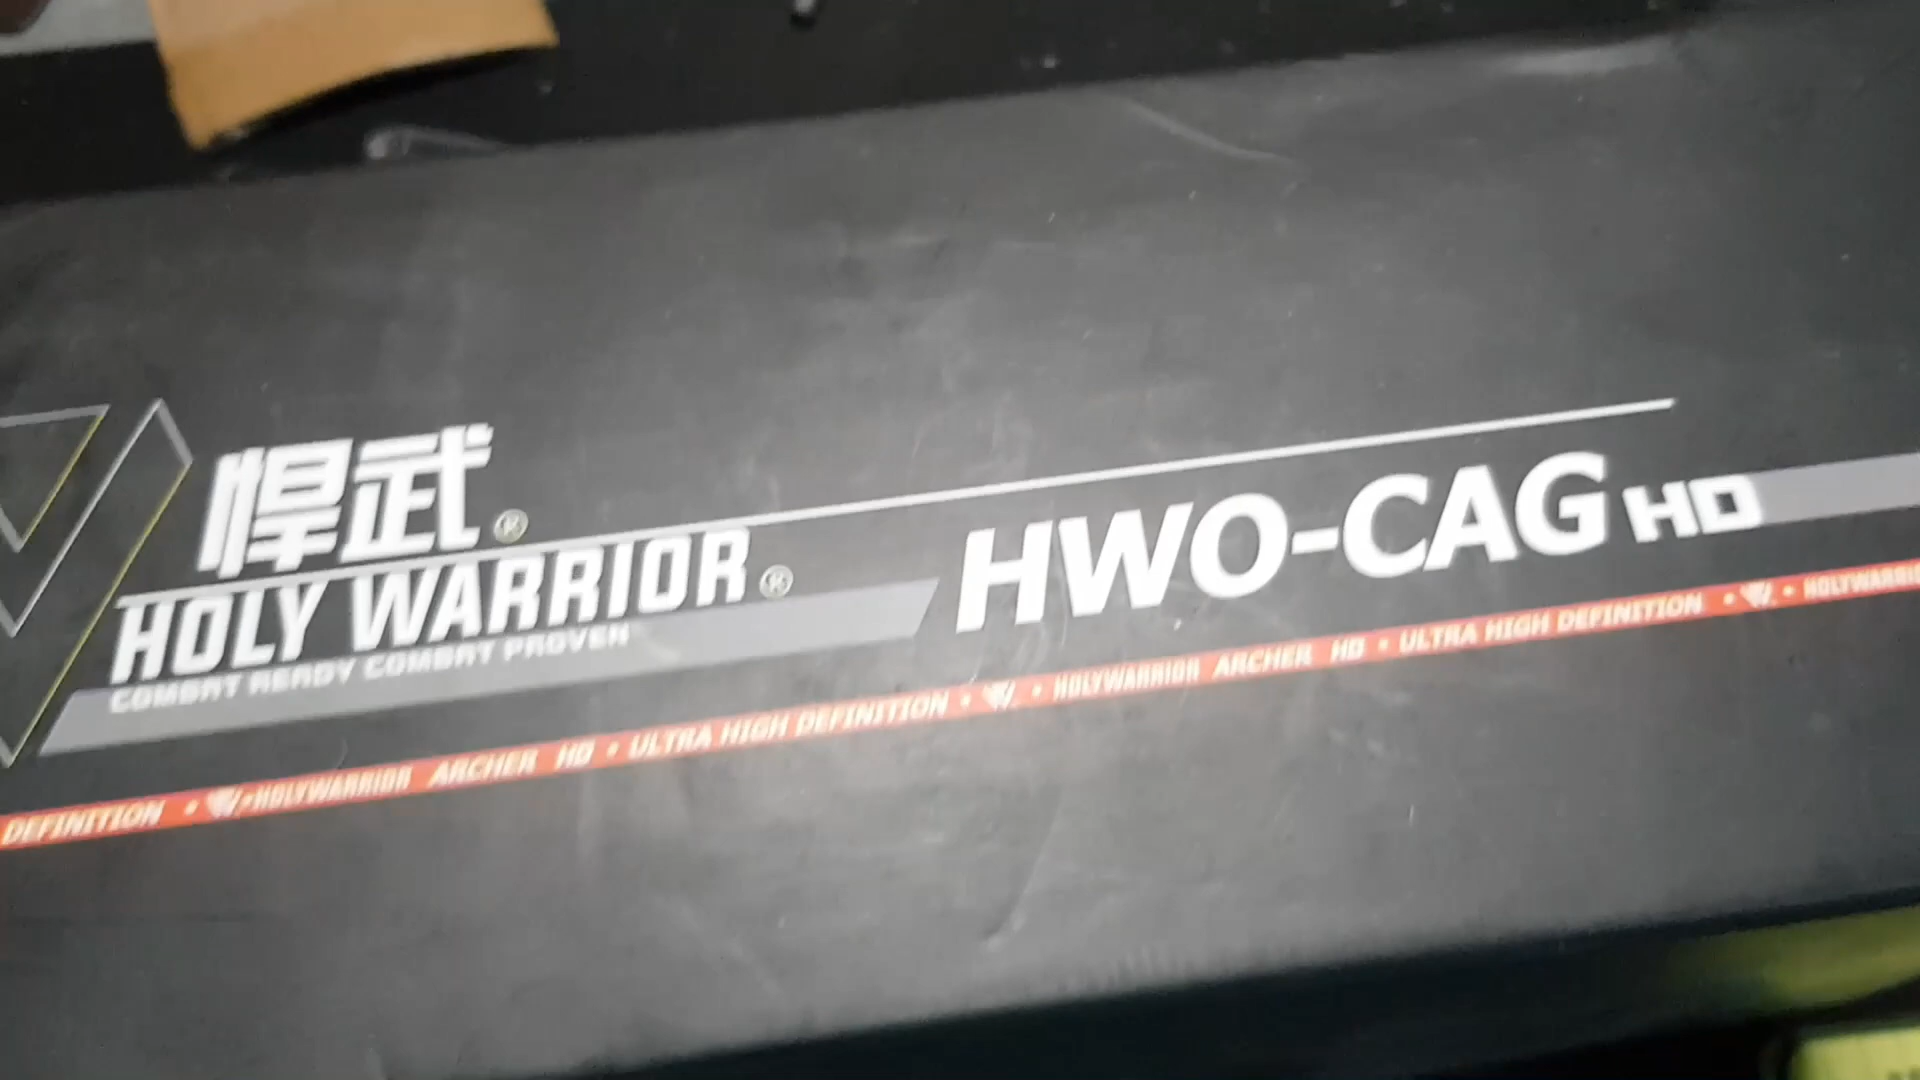 悍武®
HOLY WARRIOR®
COMBAT READY COMBAT PROVEN
HWO-CAG HD
DEFINITION • • HOLYWARRIOR ARCHER HD • ULTRA HIGH DEFINITION • • HOLYWARRIOR ARCHER HD • ULTRA HIGH DEFINITION • • HOLYWARRIO